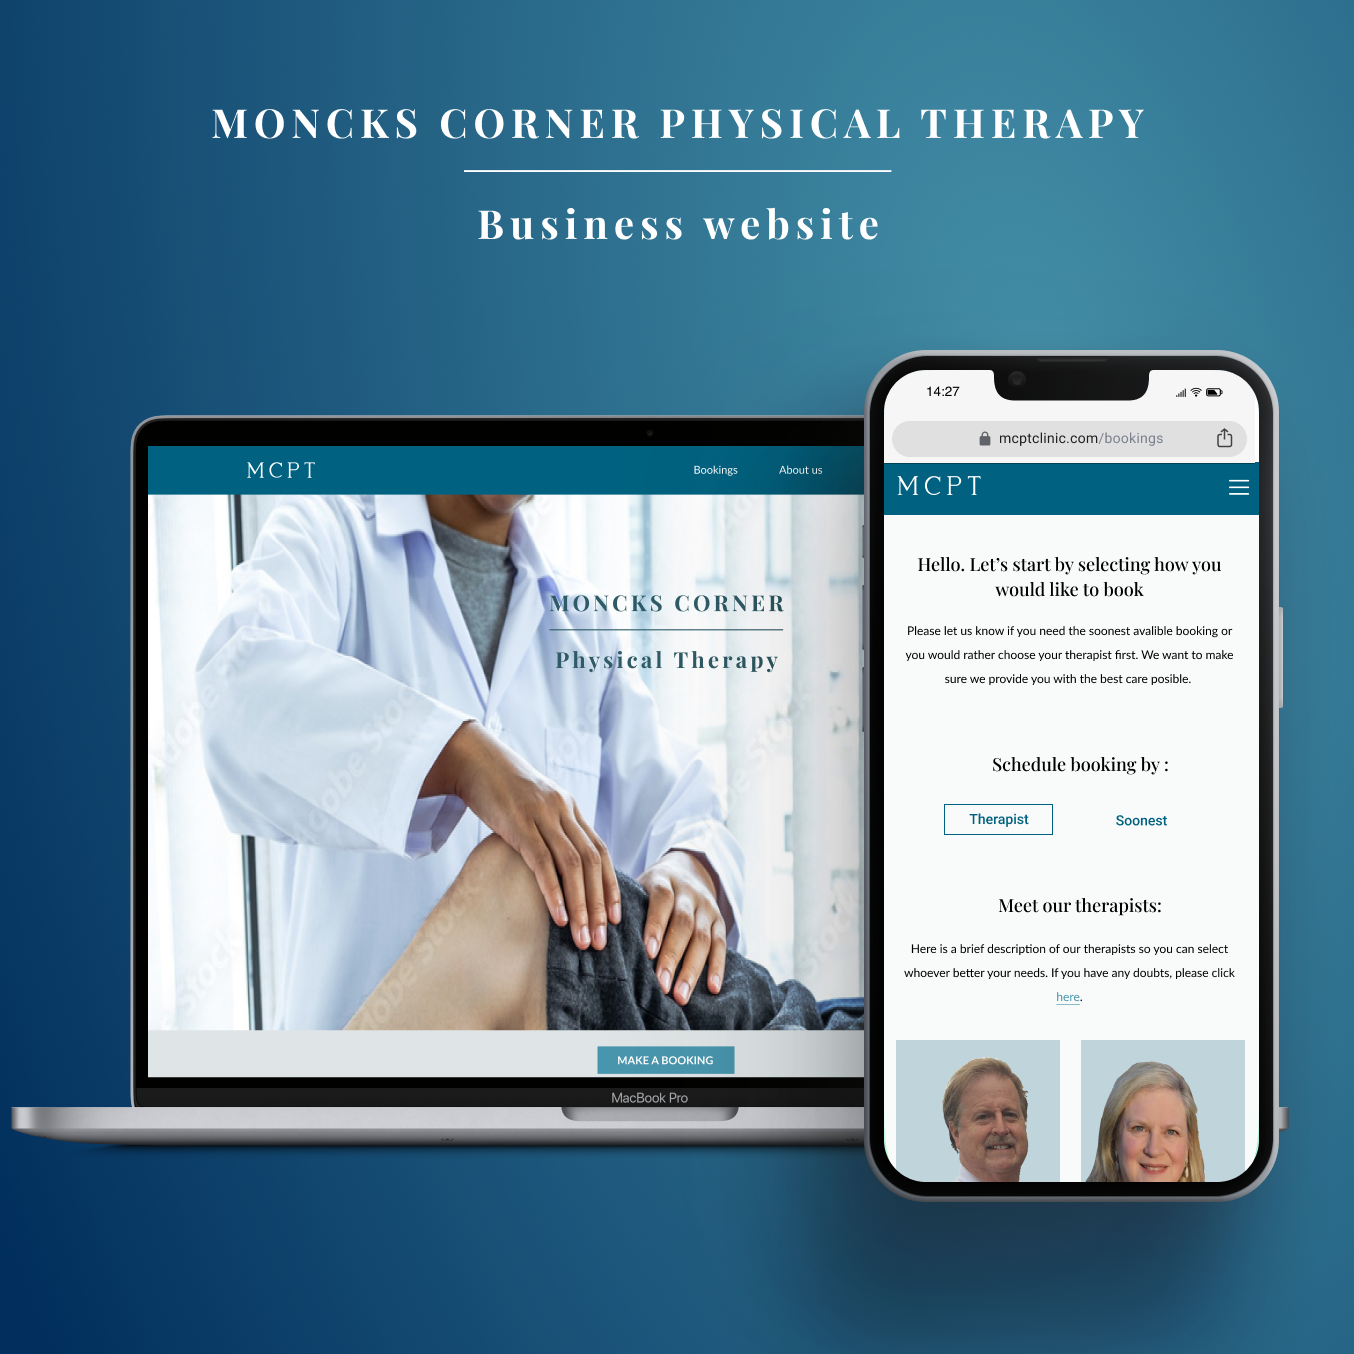 MONCKS CORNER PHYSICAL THERAPY
Business website
MCPT
Bookings About us
MONCKS CORNER
Physical Therapy
Adobe Stock
MAKE A BOOKING
MacBook Pro
14:27
mcptclinic.com/bookings
MCPT
Hello. Let’s start by selecting how you
would like to book
Please let us know if you need the soonest avalible booking or
you would rather choose your therapist first. We want to make
sure we provide you with the best care posible.
Schedule booking by :
Therapist Soonest
Meet our therapists:
Here is a brief description of our therapists so you can select
whoever better your needs. If you have any doubts, please click
here.